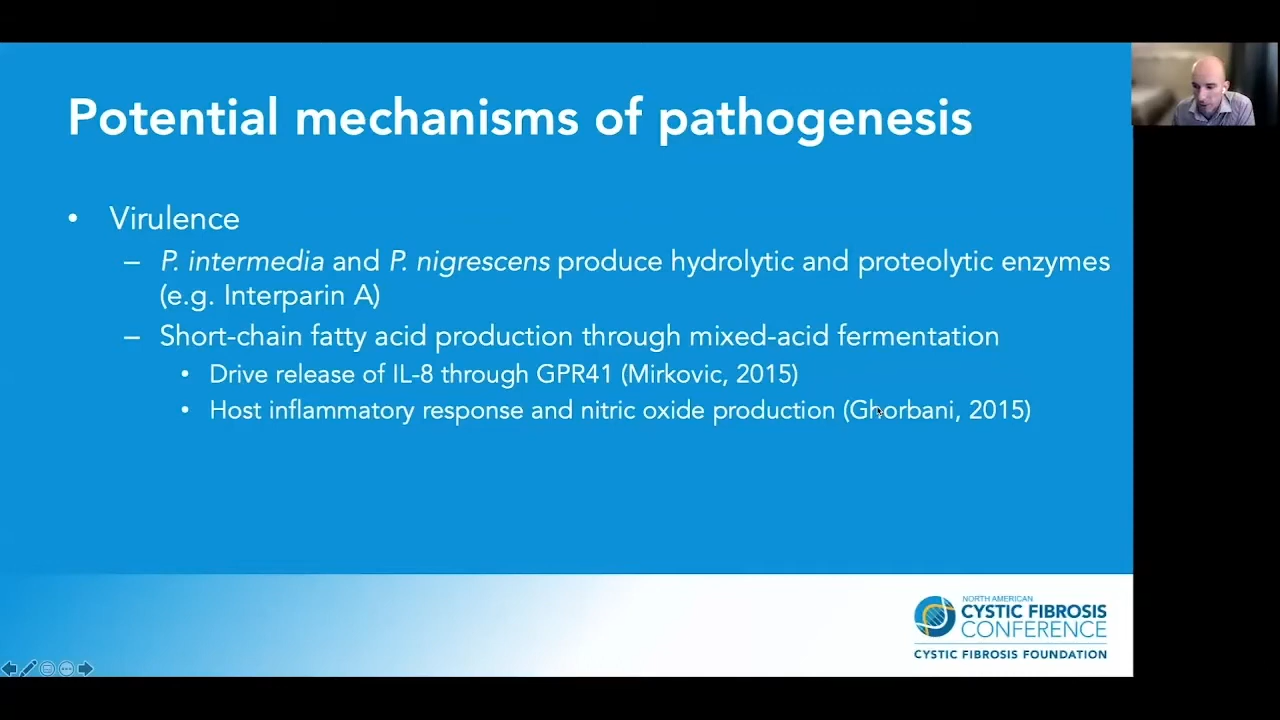 Potential mechanisms of pathogenesis
• Virulence
– P. intermedia and P. nigrescens produce hydrolytic and proteolytic enzymes
(e.g. Interparin A)
– Short-chain fatty acid production through mixed-acid fermentation
• Drive release of IL-8 through GPR41 (Mirkovic, 2015)
• Host inflammatory response and nitric oxide production (Ghorbani, 2015)
NORTH AMERICAN
CYSTIC FIBROSIS
CONFERENCE
CYSTIC FIBROSIS FOUNDATION